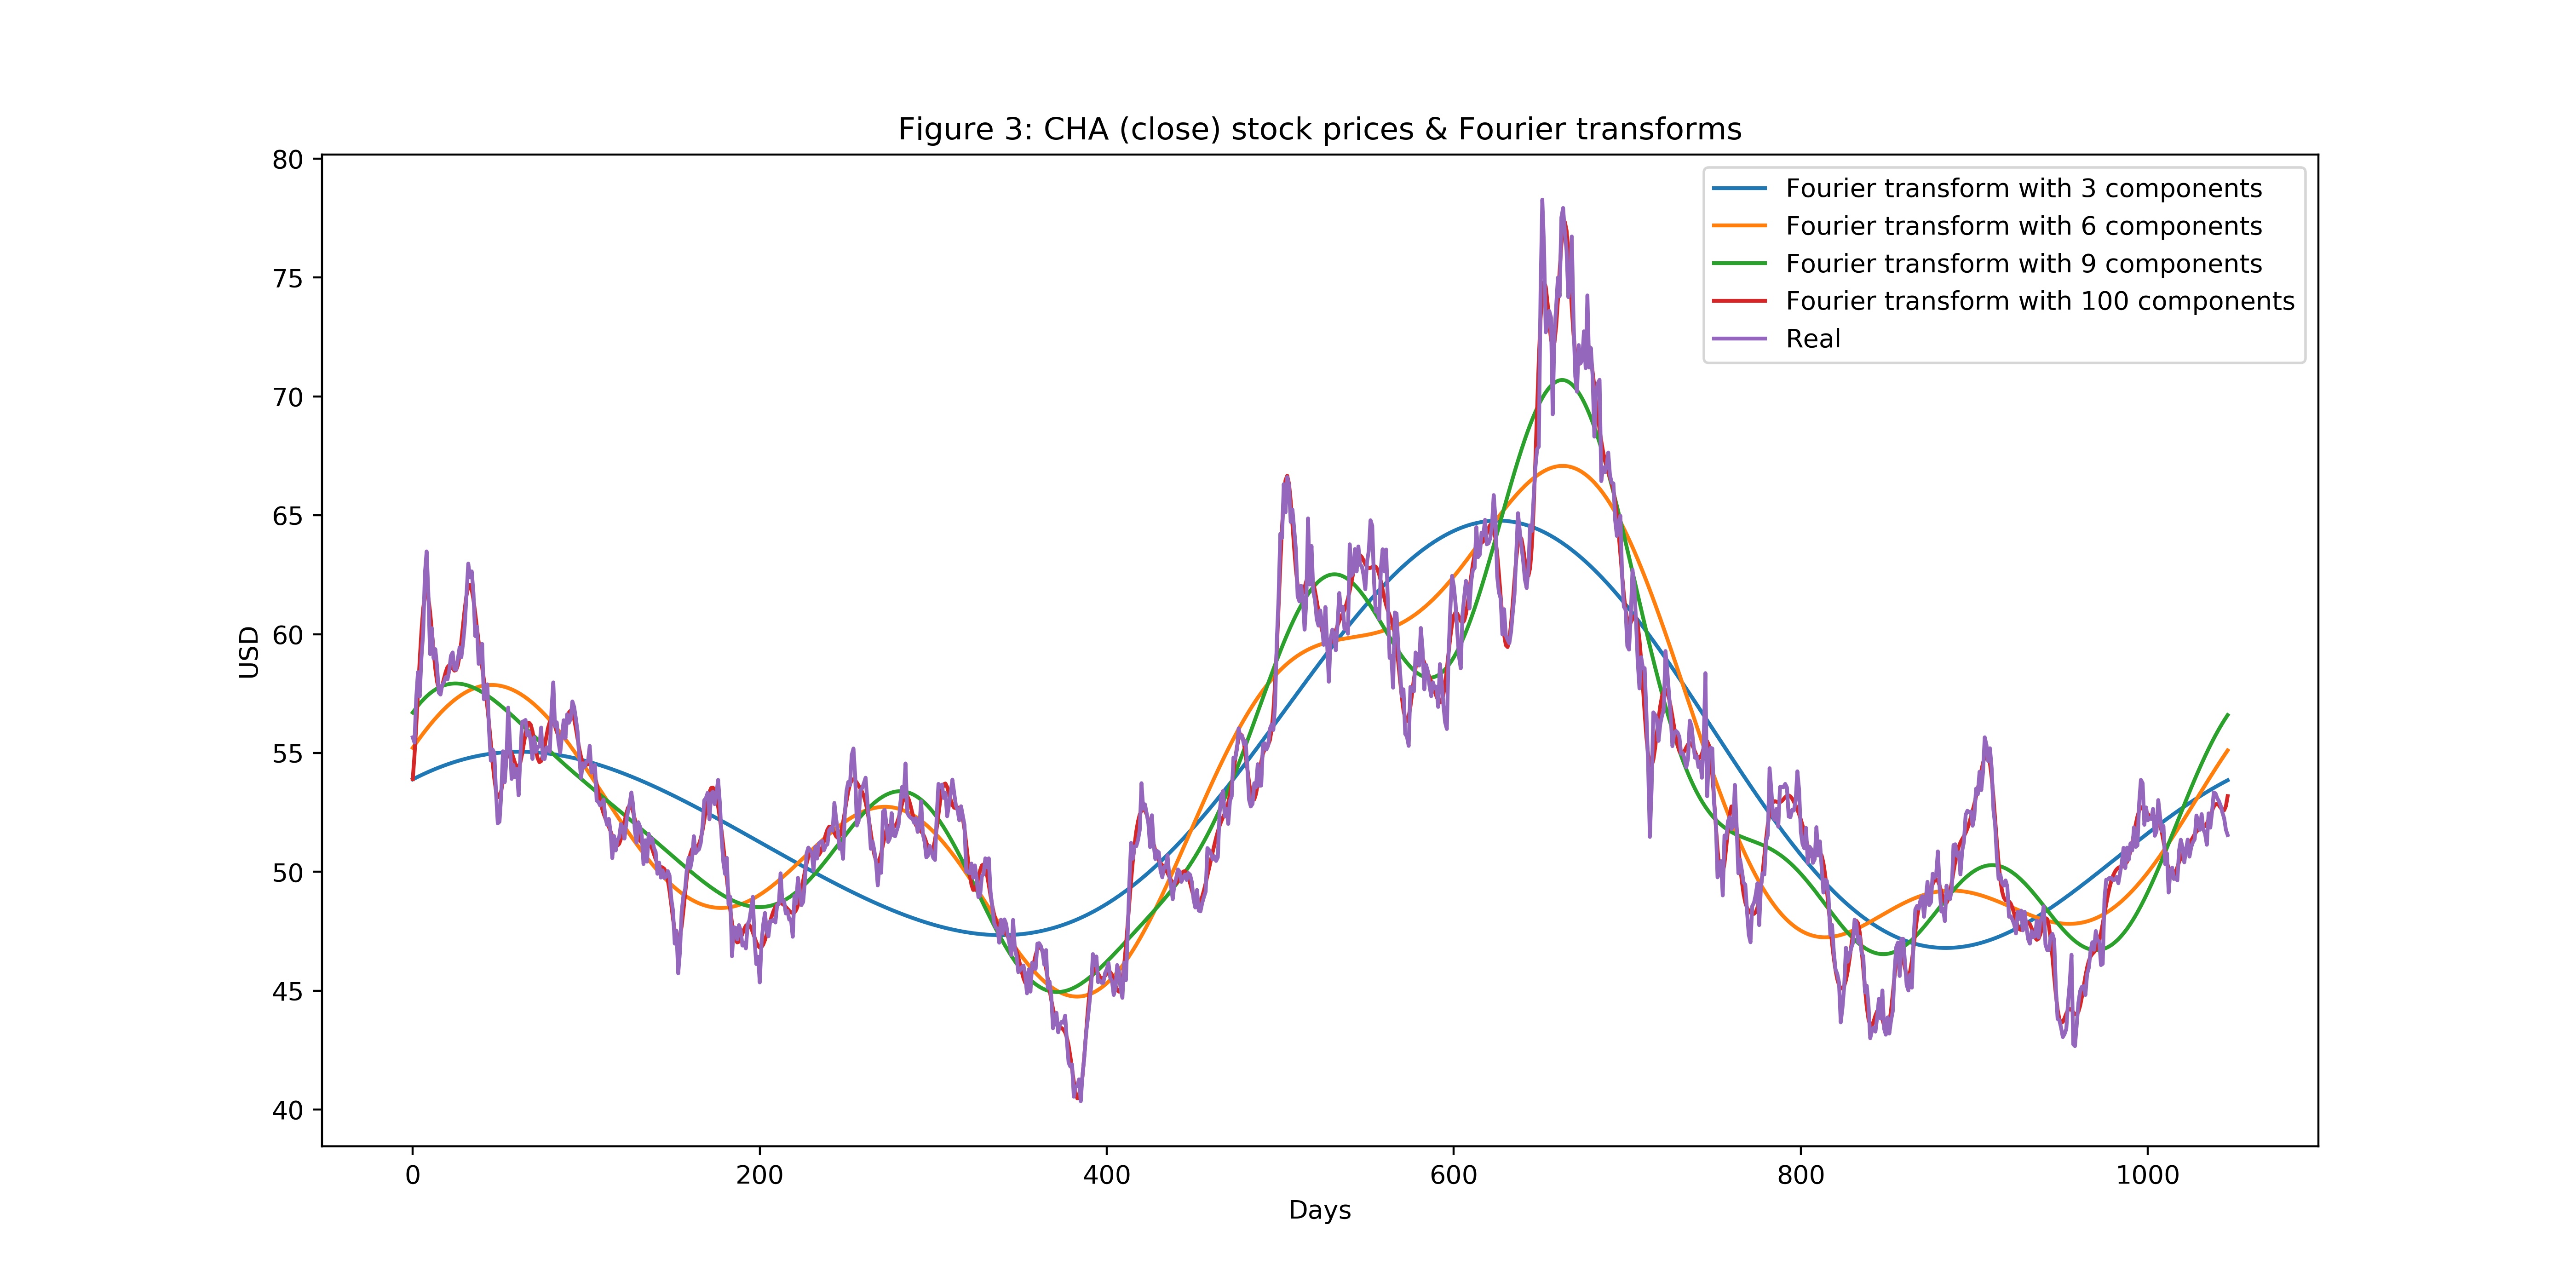 Figure 3: CHA (close) stock prices & Fourier transforms
80
75
70
65
60
55
50
45
40
USD
Fourier transform with 3 components
Fourier transform with 6 components
Fourier transform with 9 components
Fourier transform with 100 components
Real
0 200 400 600 800 1000
Days